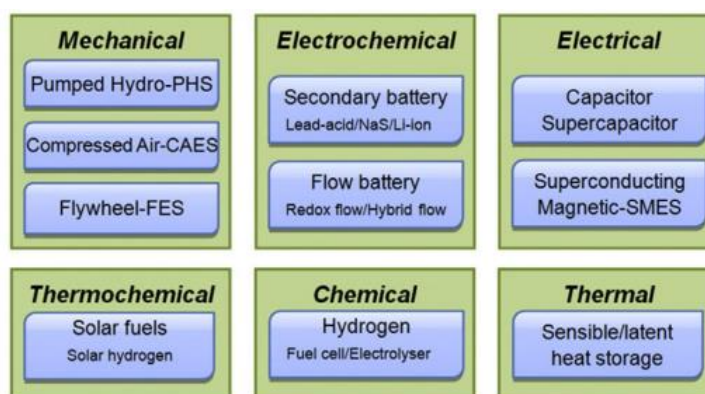 Mechanical
Pumped Hydro-PHS
Compressed Air-CAES
Flywheel-FES
Electrochemical
Secondary battery
Lead-acid/NaS/Li-ion
Flow battery
Redox flow/Hybrid flow
Electrical
Capacitor
Supercapacitor
Superconducting
Magnetic-SMES
Thermochemical
Solar fuels
Solar hydrogen
Chemical
Hydrogen
Fuel cell/Electrolyser
Thermal
Sensible/latent
heat storage